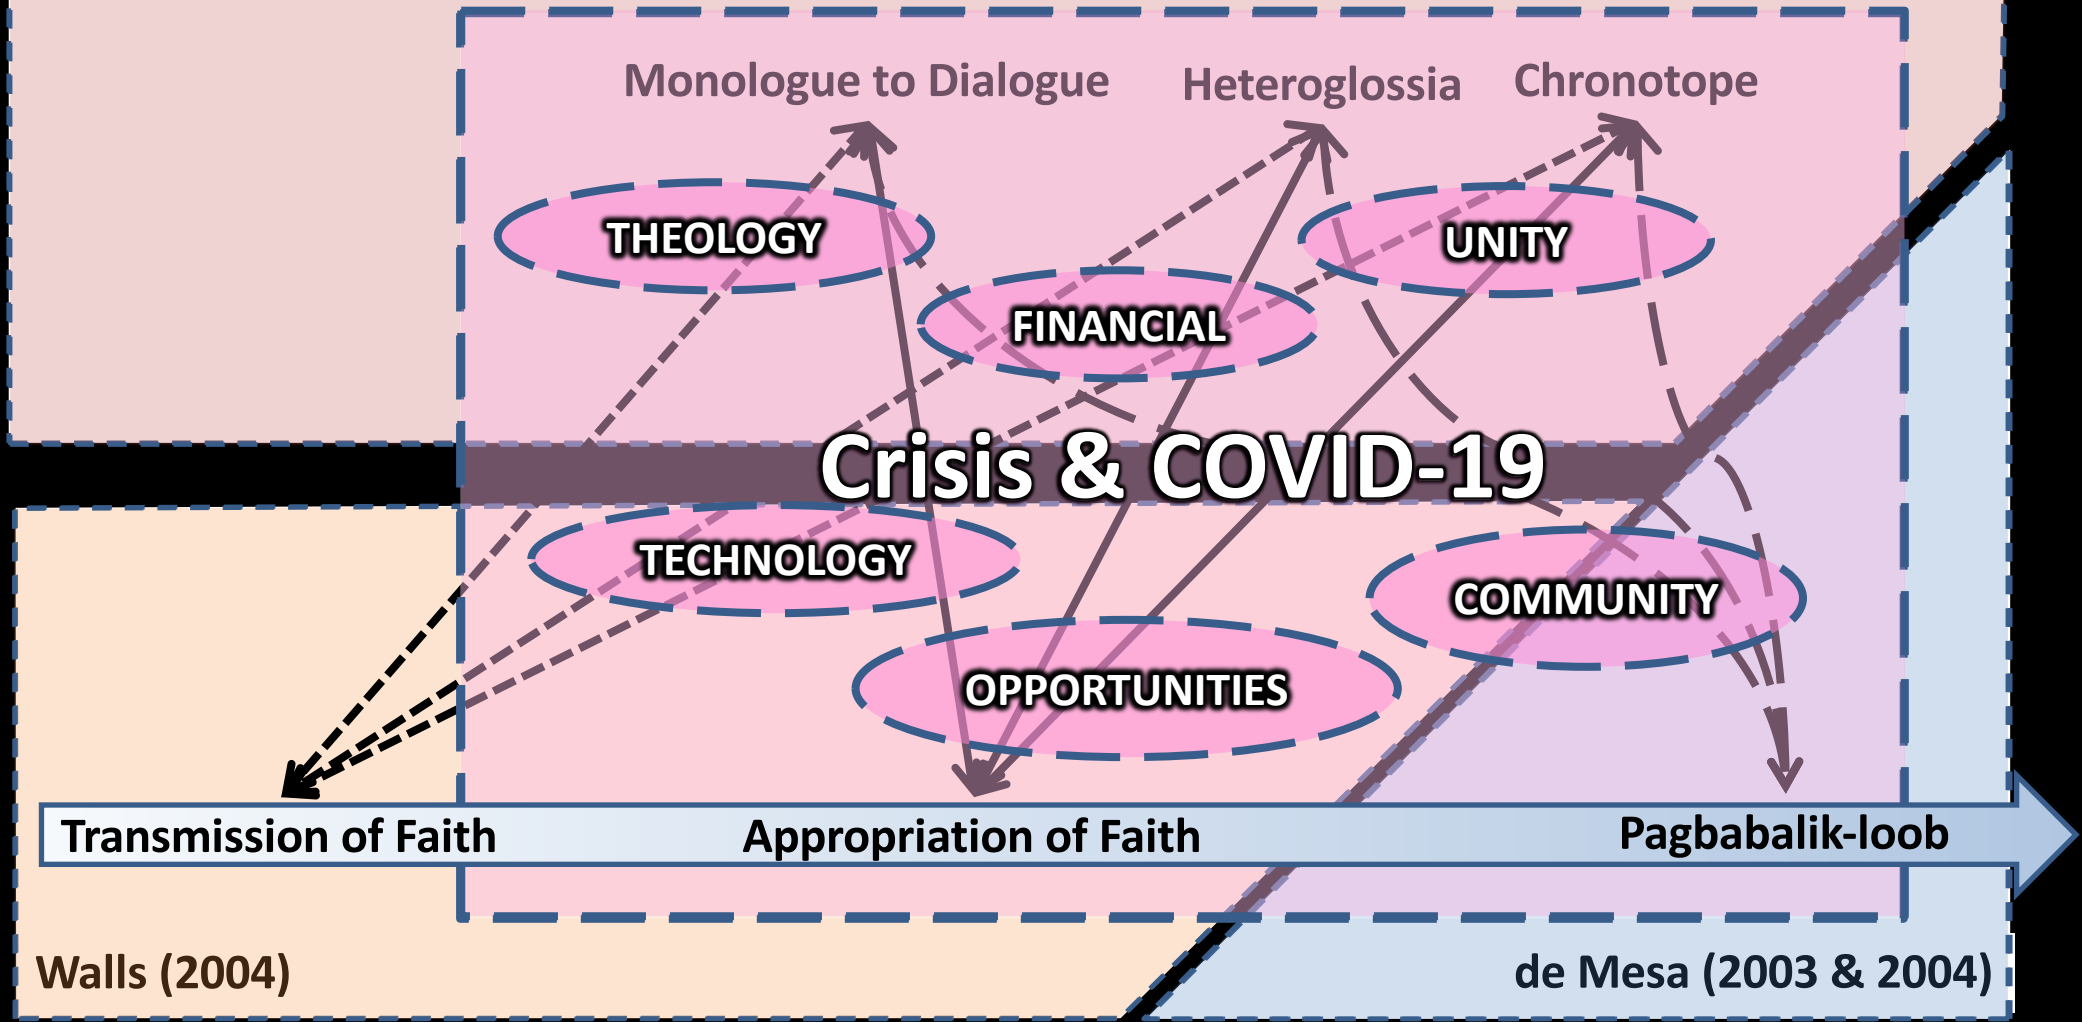 Monologue to Dialogue
Heteroglossia
Chronotope
THEOLOGY
UNITY
FINANCIAL
Crisis & COVID-19
TECHNOLOGY
COMMUNITY
OPPORTUNITIES
Transmission of Faith
Appropriation of Faith
Pagbabalik-loob
Walls (2004)
de Mesa (2003 & 2004)